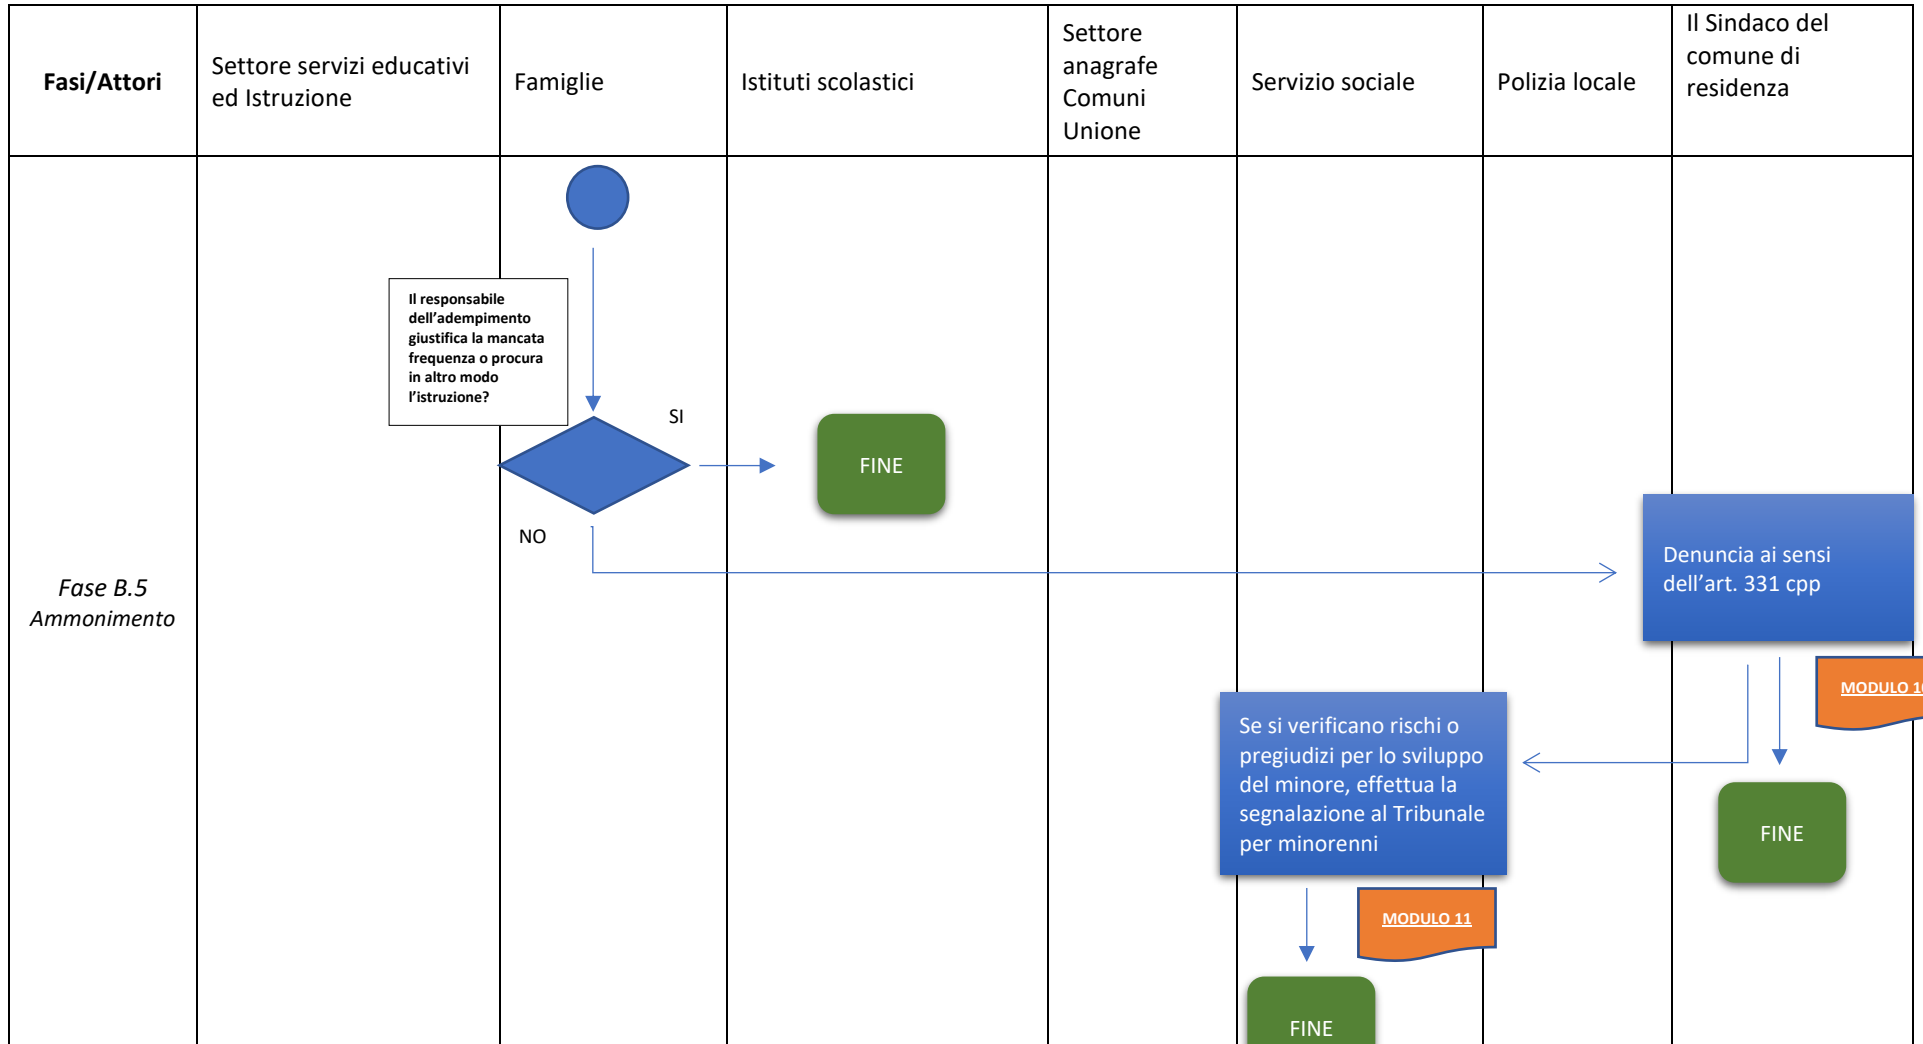 Fasi/Attori
Settore servizi educativi
ed Istruzione
Famiglie
Istituti scolastici
Settore
anagrafe
Comuni
Unione
Servizio sociale
Polizia locale
Il Sindaco del
comune di
residenza
Il responsabile
dell’adempimento
giustifica la mancata
frequenza o procura
in altro modo
l’istruzione?
SI
FINE
NO
Denuncia ai sensi
dell’art. 331 cpp
Fase B.5
Ammonimento
MODULO 10
Se si verificano rischi o
pregiudizi per lo sviluppo
del minore, effettua la
segnalazione al Tribunale
per minorenni
FINE
MODULO 11
FINE